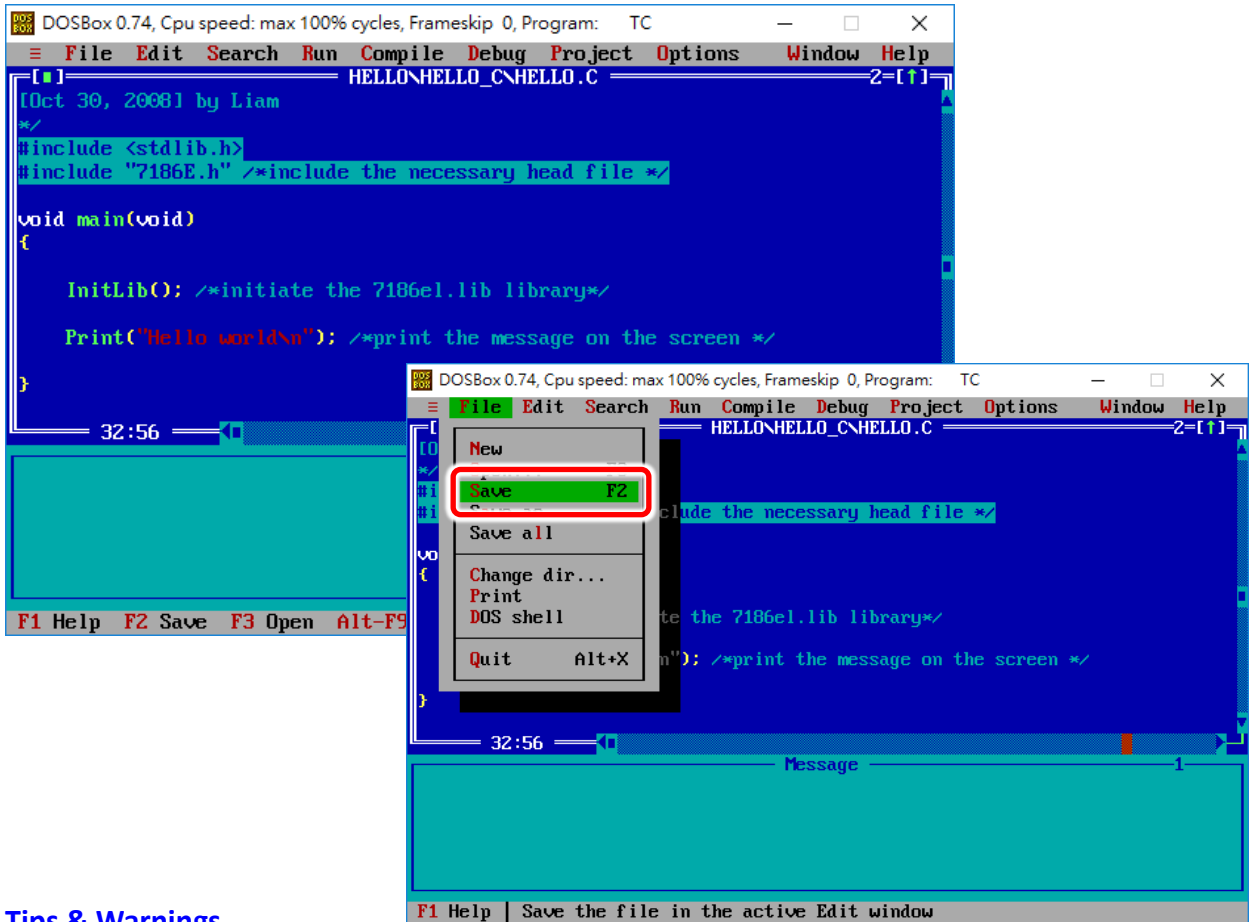 DOSBox 0.74, Cpu speed: max 100% cycles, Frameskip 0, Program: TC
≡ File Edit Search Run Compile Debug Project Options Window Help
[■] HELLO\HELLO_C\HELLO.C 2=[↑]
[Oct 30, 2008] by Liam
*/
#include <stdlib.h>
#include "7186E.h" /*include the necessary head file */
void main(void)
{
InitLib(); /*initiate the 7186el.lib library*/
Print("Hello world\n"); /*print the message on the screen */
}
32:56
F1 Help F2 Save F3 Open Alt-F9
DOSBox 0.74, Cpu speed: max 100% cycles, Frameskip 0, Program: TC
≡ File Edit Search Run Compile Debug Project Options Window Help
HELLO\HELLO_C\HELLO.C 2=[↑]
New
Save F2
Save all
Change dir...
Print
DOS shell
Quit Alt+X
[O
*/
#i
#i clude the necessary head file */
vo
{
te the 7186el.lib library*/
n"); /*print the message on the screen */
}
32:56
Message 1
F1 Help | Save the file in the active Edit window
Tips & Warnings